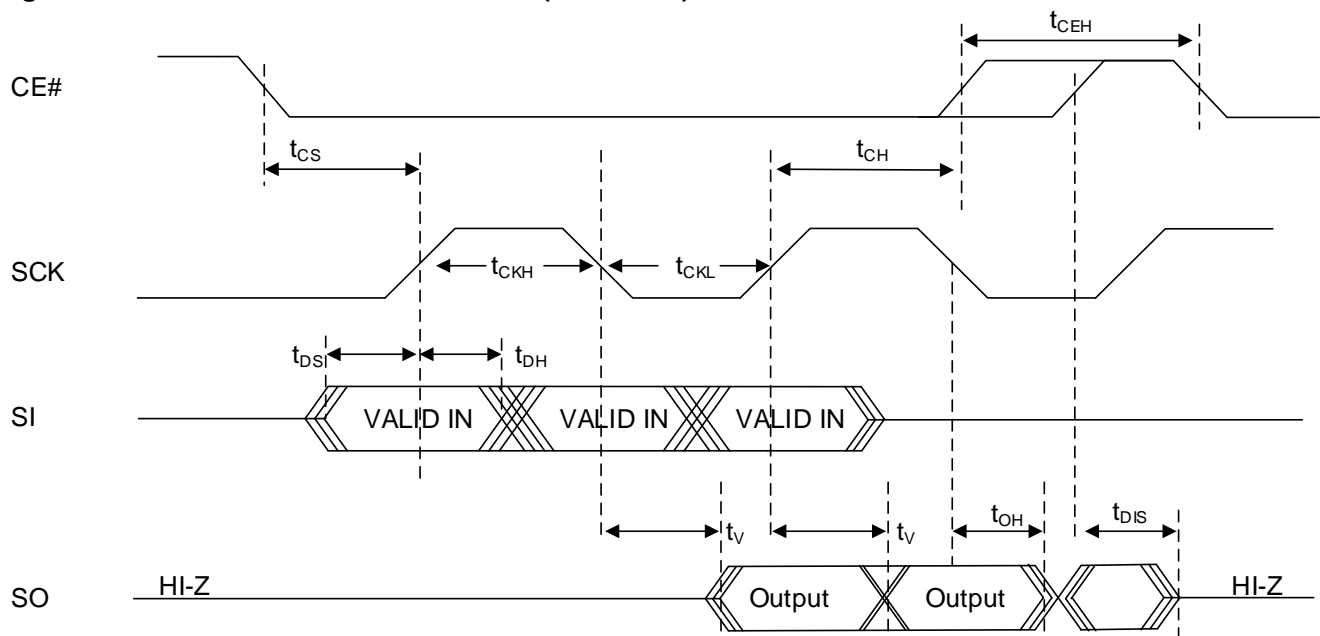 tCEH
CE#
tCS
tCH
SCK
tCKH
tCKL
tDS
tDH
SI
VALID IN
VALID IN
VALID IN
tV
tV
tOH
tDIS
SO
HI-Z
Output
Output
HI-Z